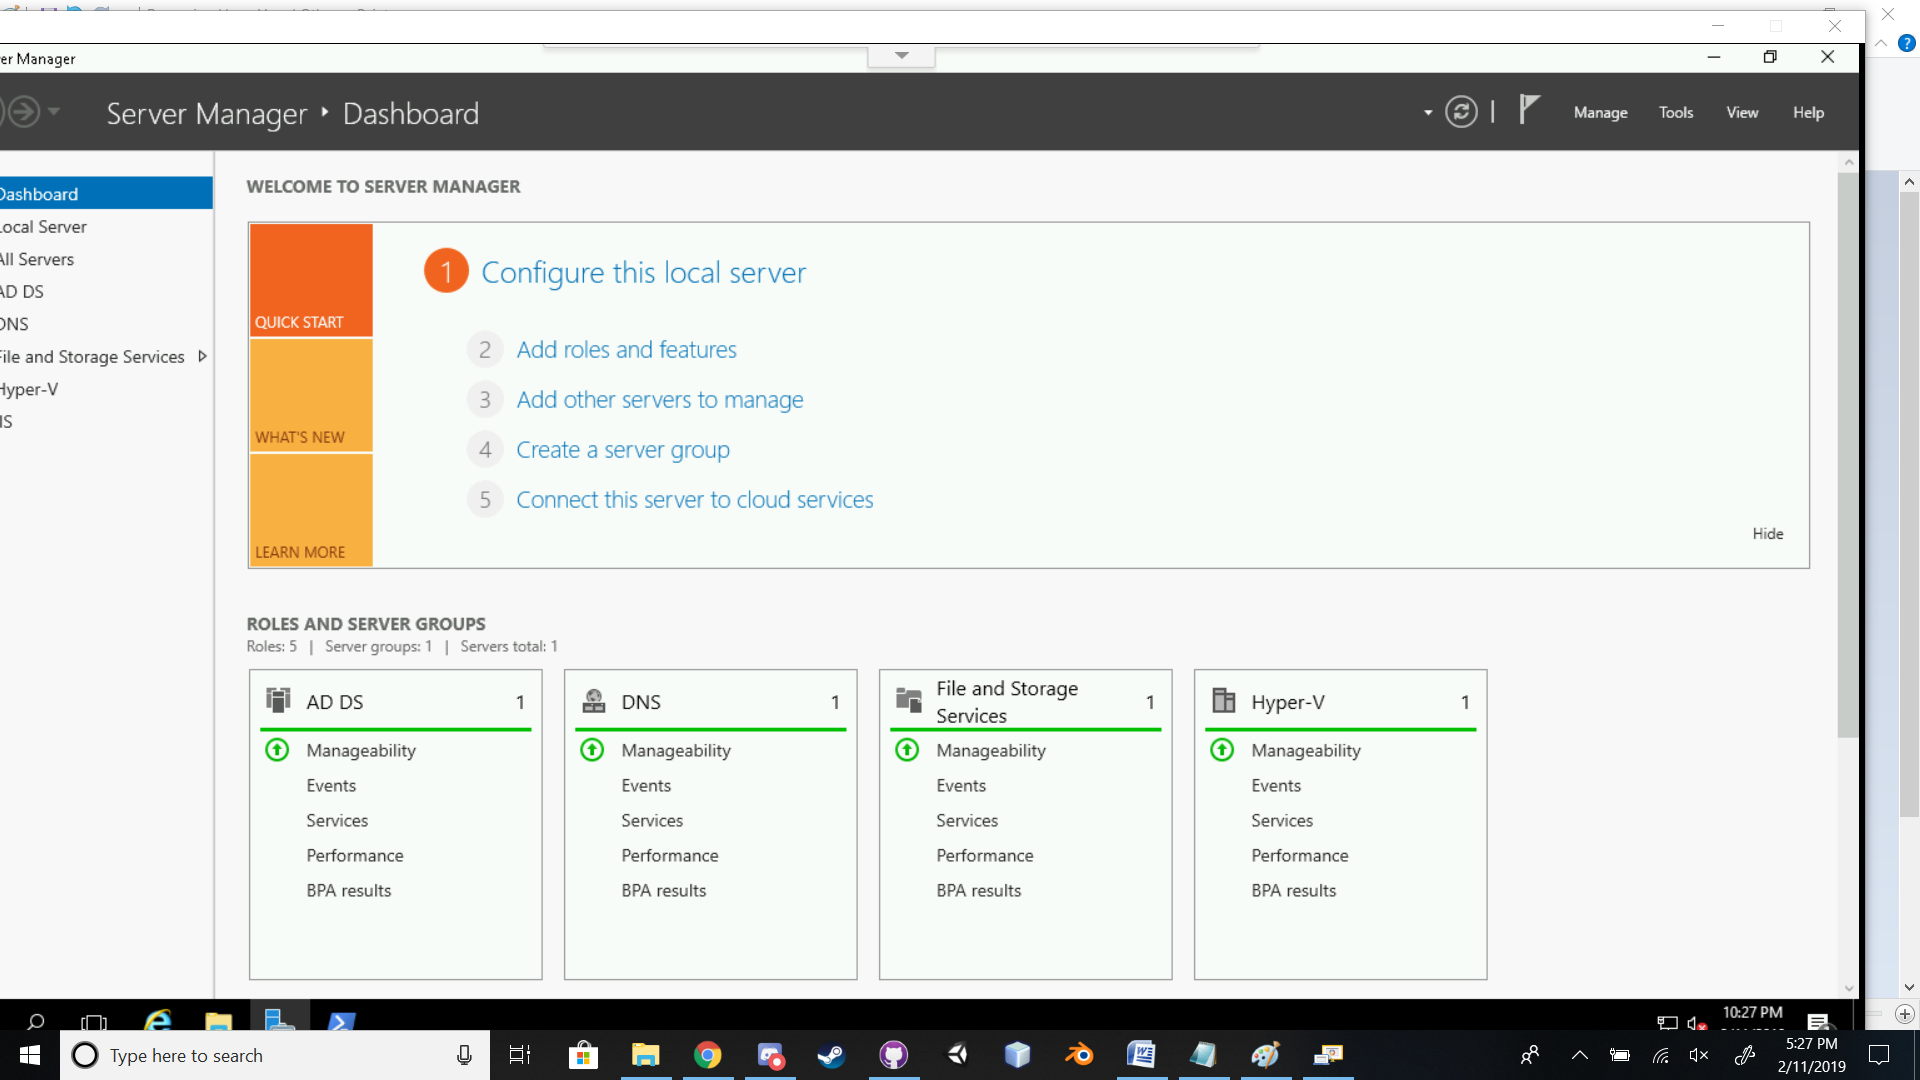 er Manager
Server Manager
Dashboard
Manage
Tools
View
Help
Dashboard
Local Server
All Servers
AD DS
DNS
File and Storage Services
Hyper-V
IS
WELCOME TO SERVER MANAGER
QUICK START
WHAT'S NEW
LEARN MORE
1 Configure this local server
2 Add roles and features
3 Add other servers to manage
4 Create a server group
5 Connect this server to cloud services
Hide
ROLES AND SERVER GROUPS
Roles: 5 | Server groups: 1 | Servers total: 1
AD DS 1
Manageability
Events
Services
Performance
BPA results
DNS 1
Manageability
Events
Services
Performance
BPA results
File and Storage
Services 1
Manageability
Events
Services
Performance
BPA results
Hyper-V 1
Manageability
Events
Services
Performance
BPA results
10:27 PM
Type here to search
5:27 PM
2/11/2019